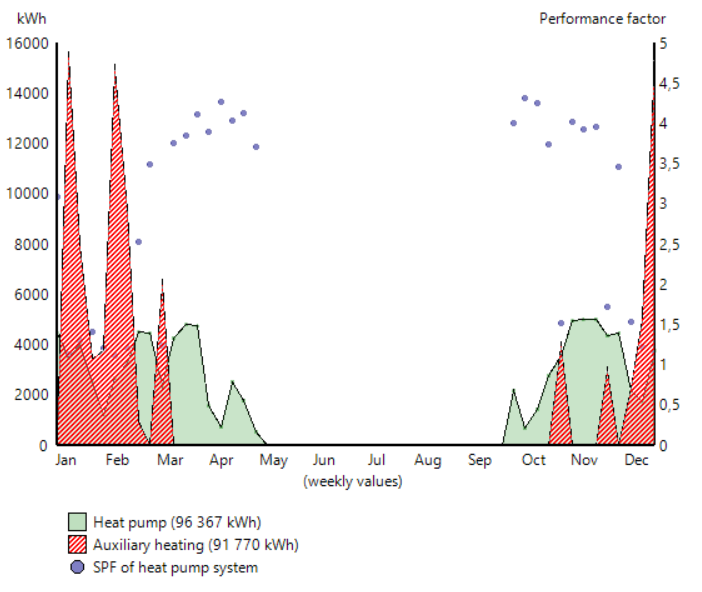 kWh
Performance factor
16000
14000
12000
10000
8000
6000
4000
2000
0
5
4,5
4
3,5
3
2,5
2
1,5
1
0,5
0
Jan Feb Mar Apr May Jun Jul Aug Sep Oct Nov Dec
(weekly values)
Heat pump (96 367 kWh)
Auxiliary heating (91 770 kWh)
SPF of heat pump system